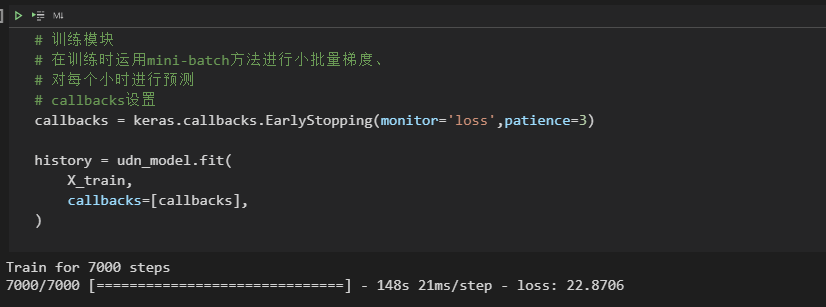 M↓
# 训练模块
# 在训练时运用mini-batch方法进行小批量梯度、
# 对每个小时进行预测
# callbacks设置
callbacks = keras.callbacks.EarlyStopping(monitor='loss',patience=3)
history = udn_model.fit(
    X_train,
    callbacks=[callbacks],
)
Train for 7000 steps
7000/7000 [==============================] - 148s 21ms/step - loss: 22.8706